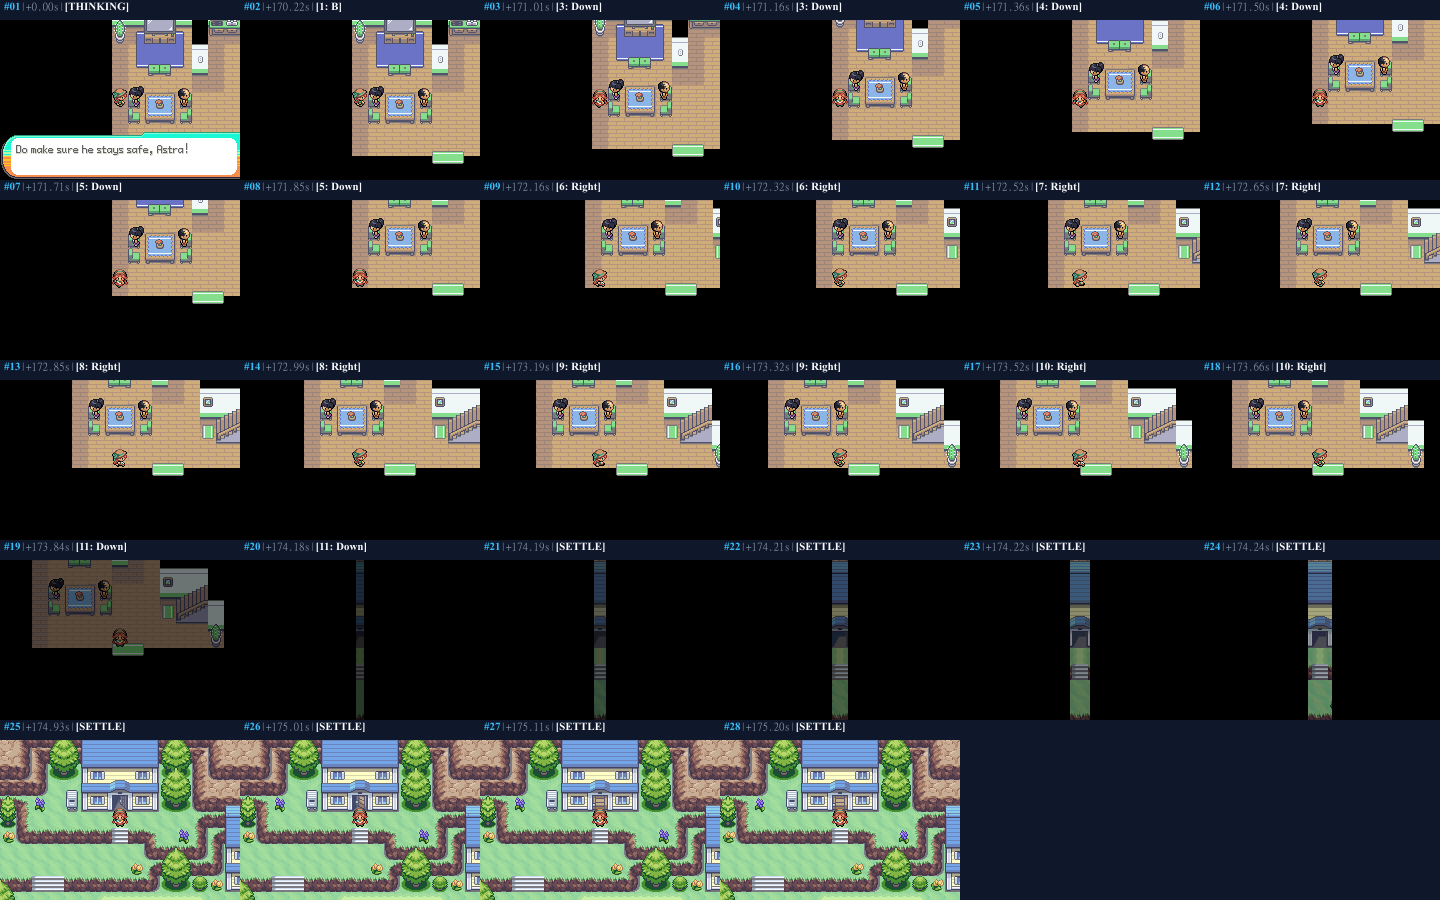 #01 | +0.00s | [THINKING]
#02 | +170.22s | [1: B]
#03 | +171.01s | [3: Down]
#04 | +171.16s | [3: Down]
#05 | +171.36s | [4: Down]
#06 | +171.50s | [4: Down]
Do make sure he stays safe, Astra!
#07 | +171.71s | [5: Down]
#08 | +171.85s | [5: Down]
#09 | +172.16s | [6: Right]
#10 | +172.32s | [6: Right]
#11 | +172.52s | [7: Right]
#12 | +172.65s | [7: Right]
#13 | +172.85s | [8: Right]
#14 | +172.99s | [8: Right]
#15 | +173.19s | [9: Right]
#16 | +173.32s | [9: Right]
#17 | +173.52s | [10: Right]
#18 | +173.66s | [10: Right]
#19 | +173.84s | [11: Down]
#20 | +174.18s | [11: Down]
#21 | +174.19s | [SETTLE]
#22 | +174.21s | [SETTLE]
#23 | +174.22s | [SETTLE]
#24 | +174.24s | [SETTLE]
#25 | +174.93s | [SETTLE]
#26 | +175.01s | [SETTLE]
#27 | +175.11s | [SETTLE]
#28 | +175.20s | [SETTLE]